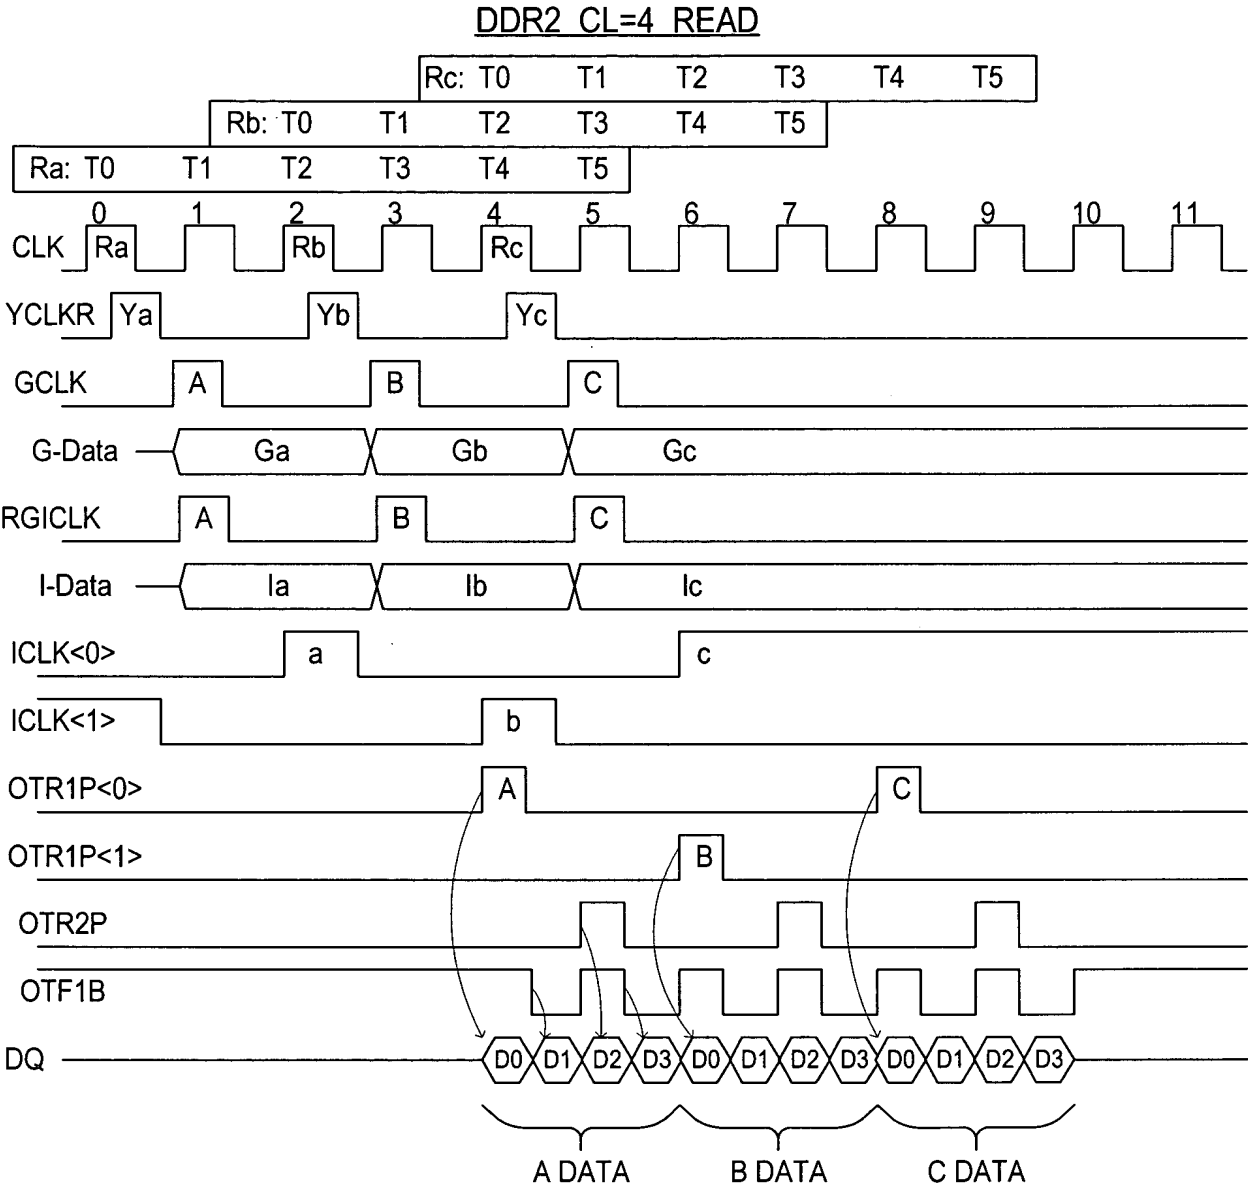 DDR2 CL=4 READ
Rc: T0 T1 T2 T3 T4 T5
Rb: T0 T1 T2 T3 T4 T5
Ra: T0 T1 T2 T3 T4 T5
0 1 2 3 4 5 6 7 8 9 10 11
CLK Ra Rb Rc
YCLKR Ya Yb Yc
GCLK A B C
G-Data Ga Gb Gc
RGICLK A B C
I-Data Ia Ib Ic
ICLK<0> a c
ICLK<1> b
OTR1P<0> A C
OTR1P<1> B
OTR2P
OTF1B
DQ D0 D1 D2 D3 D0 D1 D2 D3 D0 D1 D2 D3
A DATA B DATA C DATA